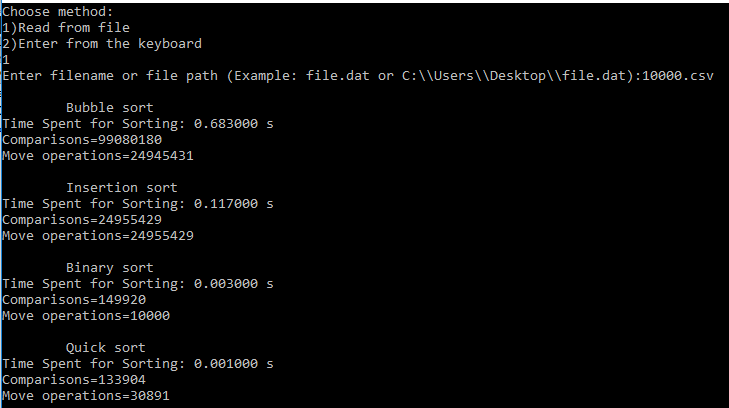 Choose method:
1)Read from file
2)Enter from the keyboard
1
Enter filename or file path (Example: file.dat or C:\\Users\\Desktop\\file.dat):10000.csv
Bubble sort
Time Spent for Sorting: 0.683000 s
Comparisons=99080180
Move operations=24945431
Insertion sort
Time Spent for Sorting: 0.117000 s
Comparisons=24955429
Move operations=24955429
Binary sort
Time Spent for Sorting: 0.003000 s
Comparisons=149920
Move operations=10000
Quick sort
Time Spent for Sorting: 0.001000 s
Comparisons=133904
Move operations=30891